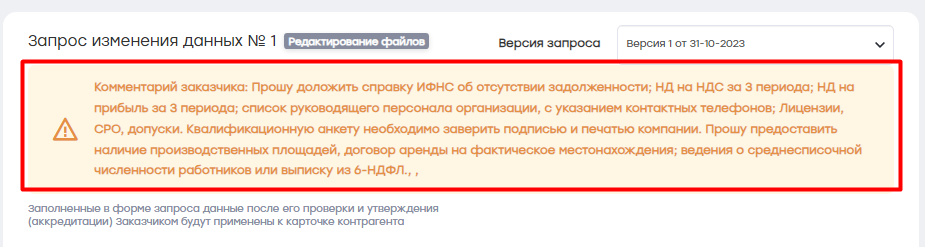 Запрос изменения данных № 1 Редактирование файлов Версия запроса Версия 1 от 31-10-2023
Комментарий заказчика: Прошу доложить справку ИФНС об отсутствии задолженности; НД на НДС за 3 периода; НД на
прибыль за 3 периода; список руководящего персонала организации, с указанием контактных телефонов; Лицензии,
СРО, допуски. Квалификационную анкету необходимо заверить подписью и печатью компании. Прошу предоставить
наличие производственных площадей, договор аренды на фактическое местонахождения; ведения о среднесписочной
численности работников или выписку из 6-НДФЛ., ,
Заполненные в форме запроса данные после его проверки и утверждения
(аккредитации) Заказчиком будут применены к карточке контрагента